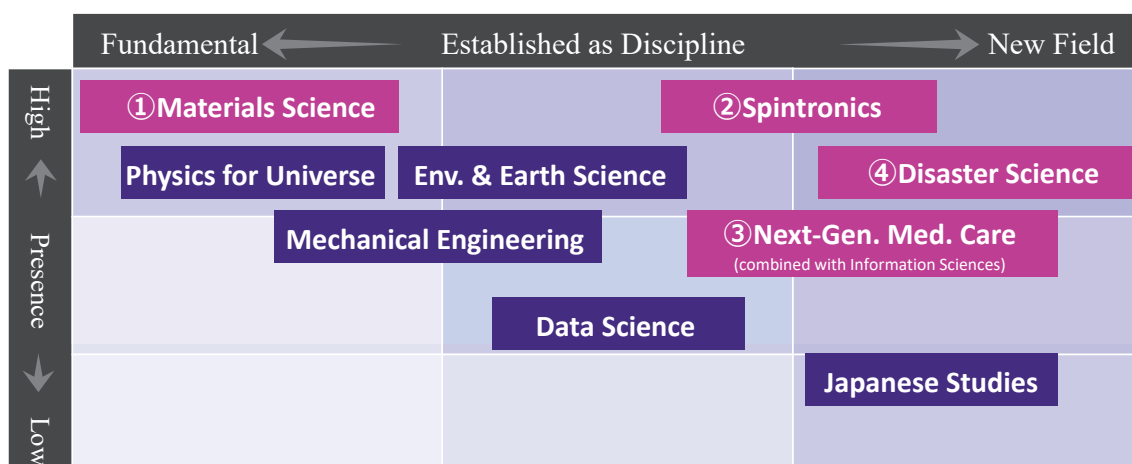 Fundamental
Established as Discipline
New Field
High
①Materials Science
②Spintronics
Physics for Universe
Env. & Earth Science
④Disaster Science
Presence
Mechanical Engineering
③Next-Gen. Med. Care
(combined with Information Sciences)
Data Science
Japanese Studies
Low